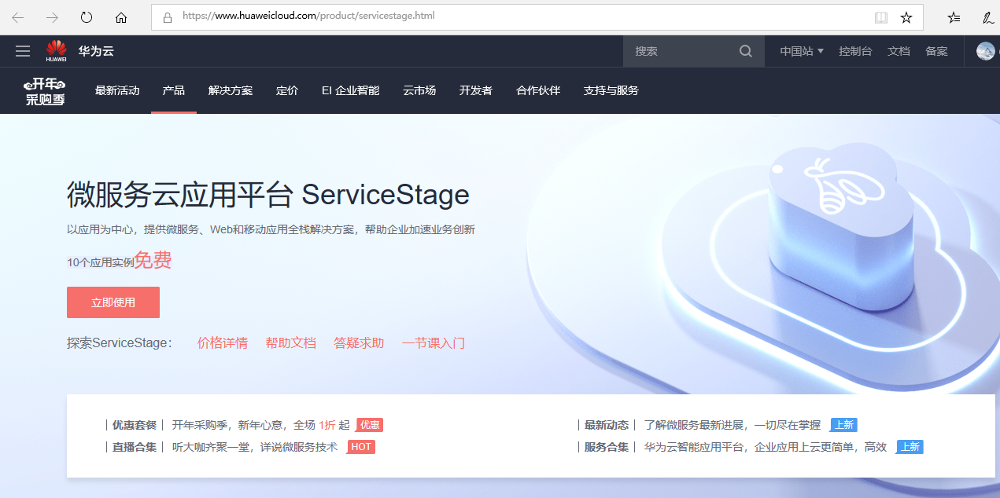 https://www.huaweicloud.com/product/servicestage.html
HUAWEI 华为云 搜索 中国站 控制台 文档 备案
开年
采购季
最新活动 产品 解决方案 定价 EI 企业智能 云市场 开发者 合作伙伴 支持与服务
微服务云应用平台 ServiceStage
以应用为中心，提供微服务、Web和移动应用全栈解决方案，帮助企业加速业务创新
10个应用实例免费
立即使用
探索ServiceStage： 价格详情 帮助文档 答疑求助 一节课入门
优惠套餐 开年采购季，新年心意，全场 1折 起 优惠
直播合集 听大咖齐聚一堂，详说微服务技术 HOT
最新动态 了解微服务最新进展，一切尽在掌握 上新
服务合集 华为云智能应用平台，企业应用上云更简单，高效 上新